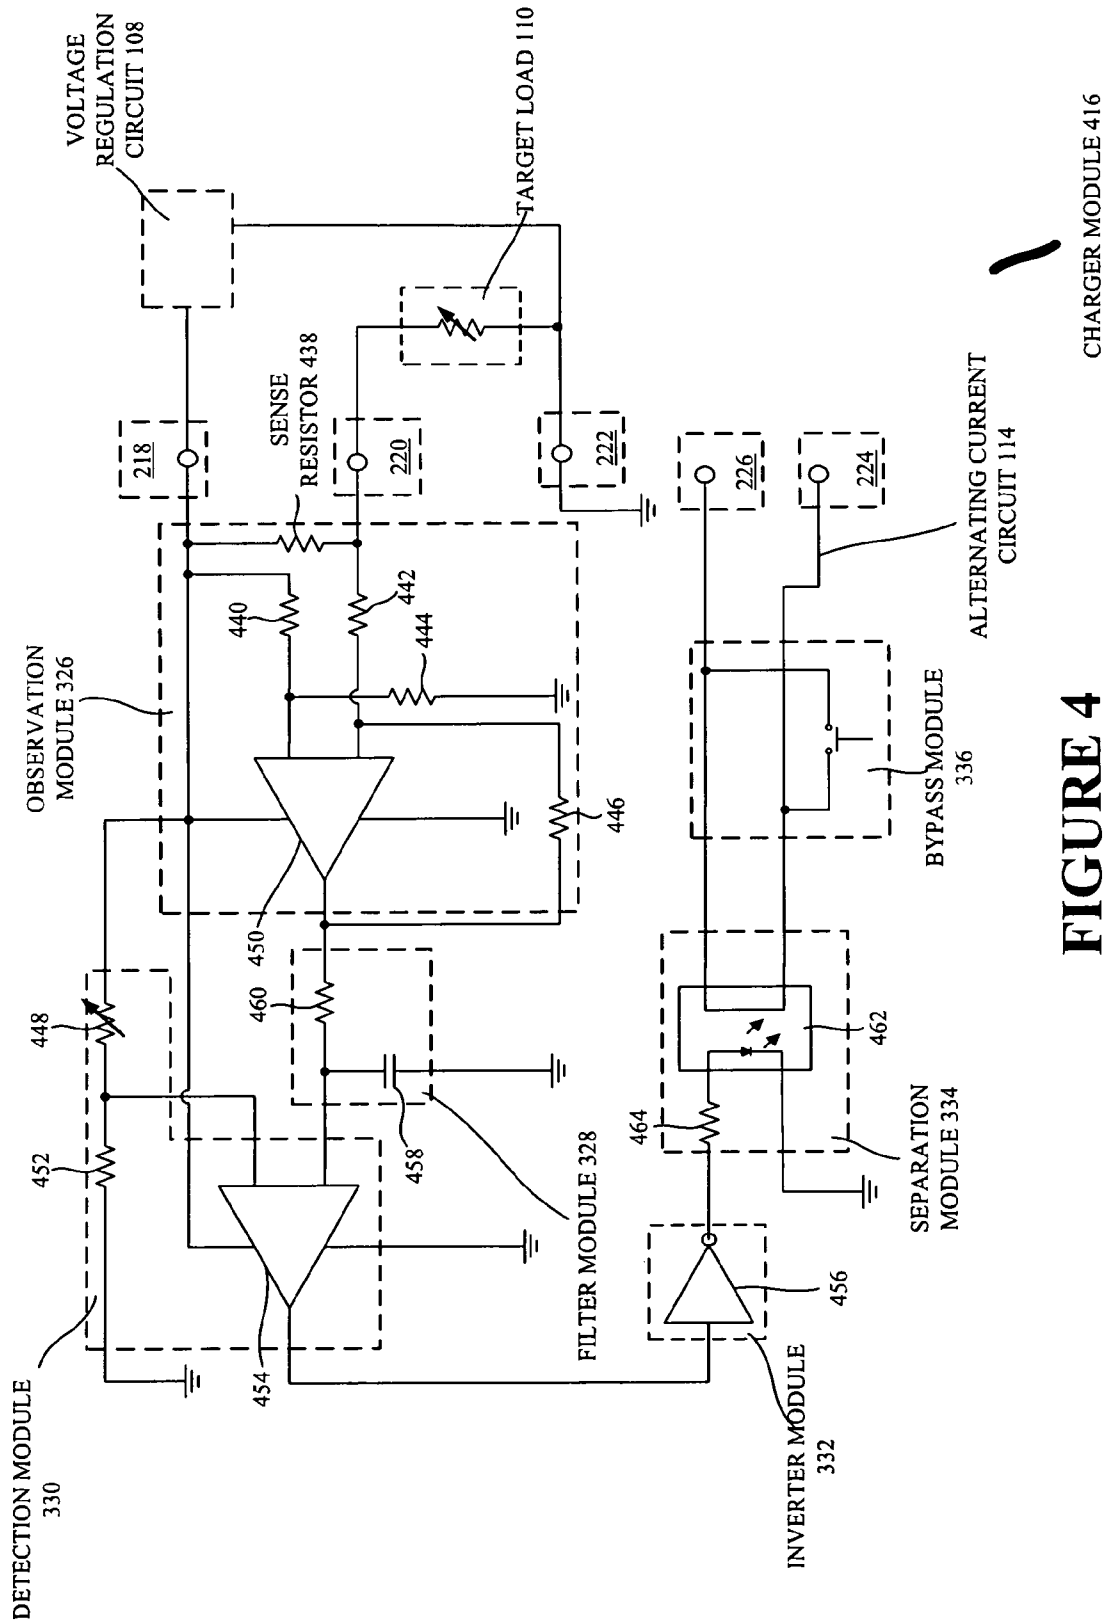 VOLTAGE
REGULATION
CIRCUIT 108
TARGET LOAD 110
SENSE
RESISTOR 438
218
220
222
226
224
OBSERVATION
MODULE 326
440
442
444
446
450
448
452
460
458
454
DETECTION MODULE
330
FILTER MODULE 328
ALTERNATING CURRENT
CIRCUIT 114
BYPASS MODULE
336
462
464
SEPARATION
MODULE 334
456
INVERTER MODULE
332
CHARGER MODULE 416
FIGURE 4